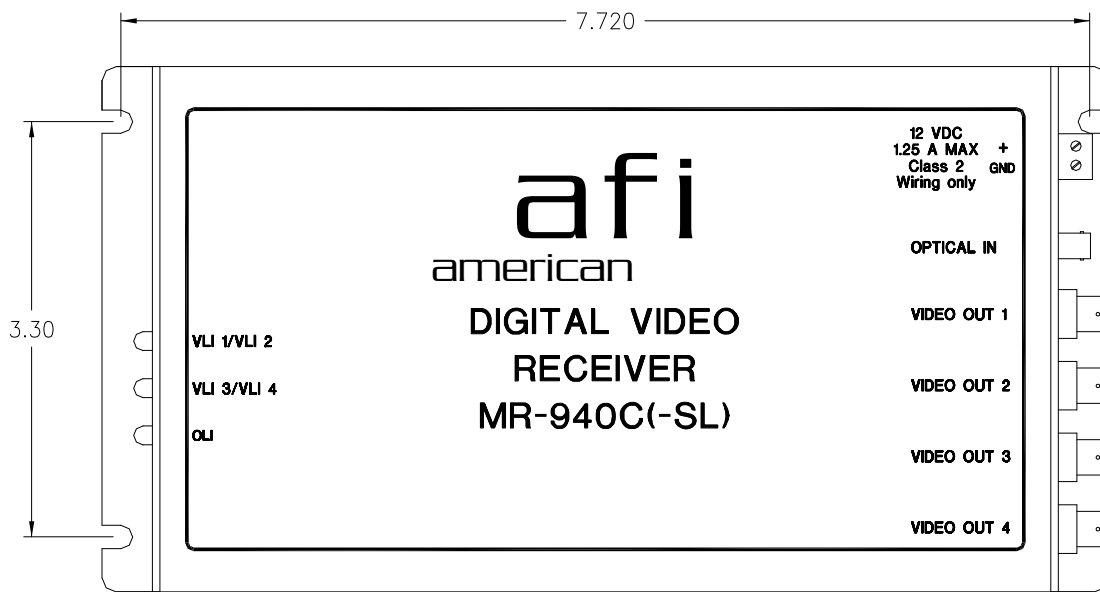 7.720
3.30
afi
american
DIGITAL VIDEO
RECEIVER
MR-940C(-SL)
VLI 1/VLI 2
VLI 3/VLI 4
OLI
12 VDC
1.25 A MAX +
Class 2 GND
Wiring only
OPTICAL IN
VIDEO OUT 1
VIDEO OUT 2
VIDEO OUT 3
VIDEO OUT 4